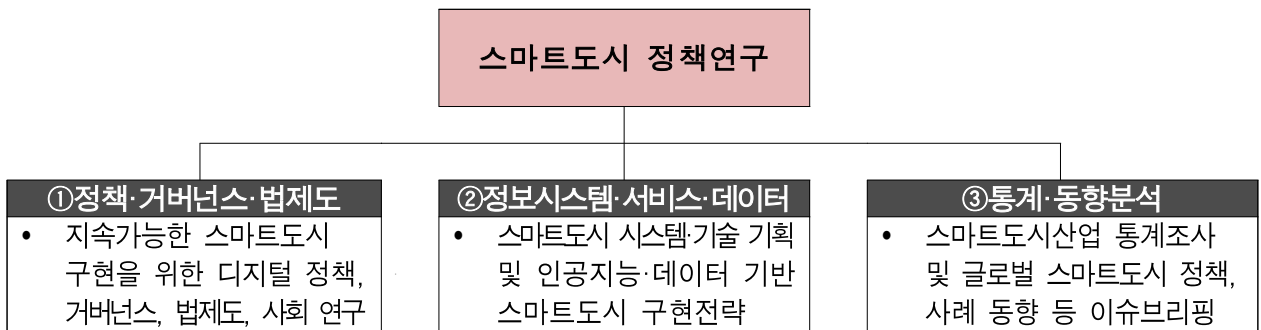 스마트도시 정책연구
①정책·거버넌스·법제도
• 지속가능한 스마트도시
구현을 위한 디지털 정책,
거버넌스, 법제도, 사회 연구
②정보시스템·서비스·데이터
• 스마트도시 시스템·기술 기획
및 인공지능·데이터 기반
스마트도시 구현전략
③통계·동향분석
• 스마트도시산업 통계조사
및 글로벌 스마트도시 정책,
사례 동향 등 이슈브리핑